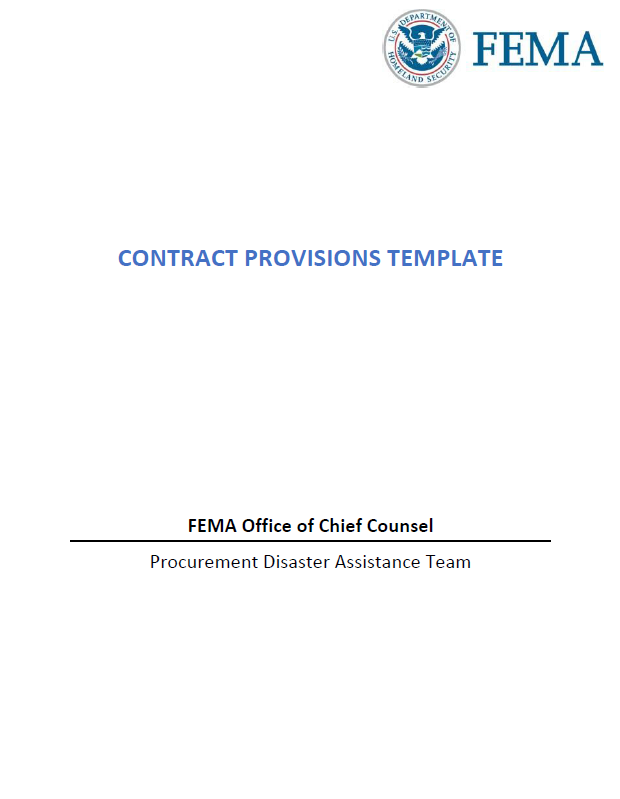 U.S. DEPARTMENT OF
HOMELAND SECURITY
FEMA
CONTRACT PROVISIONS TEMPLATE
FEMA Office of Chief Counsel
Procurement Disaster Assistance Team